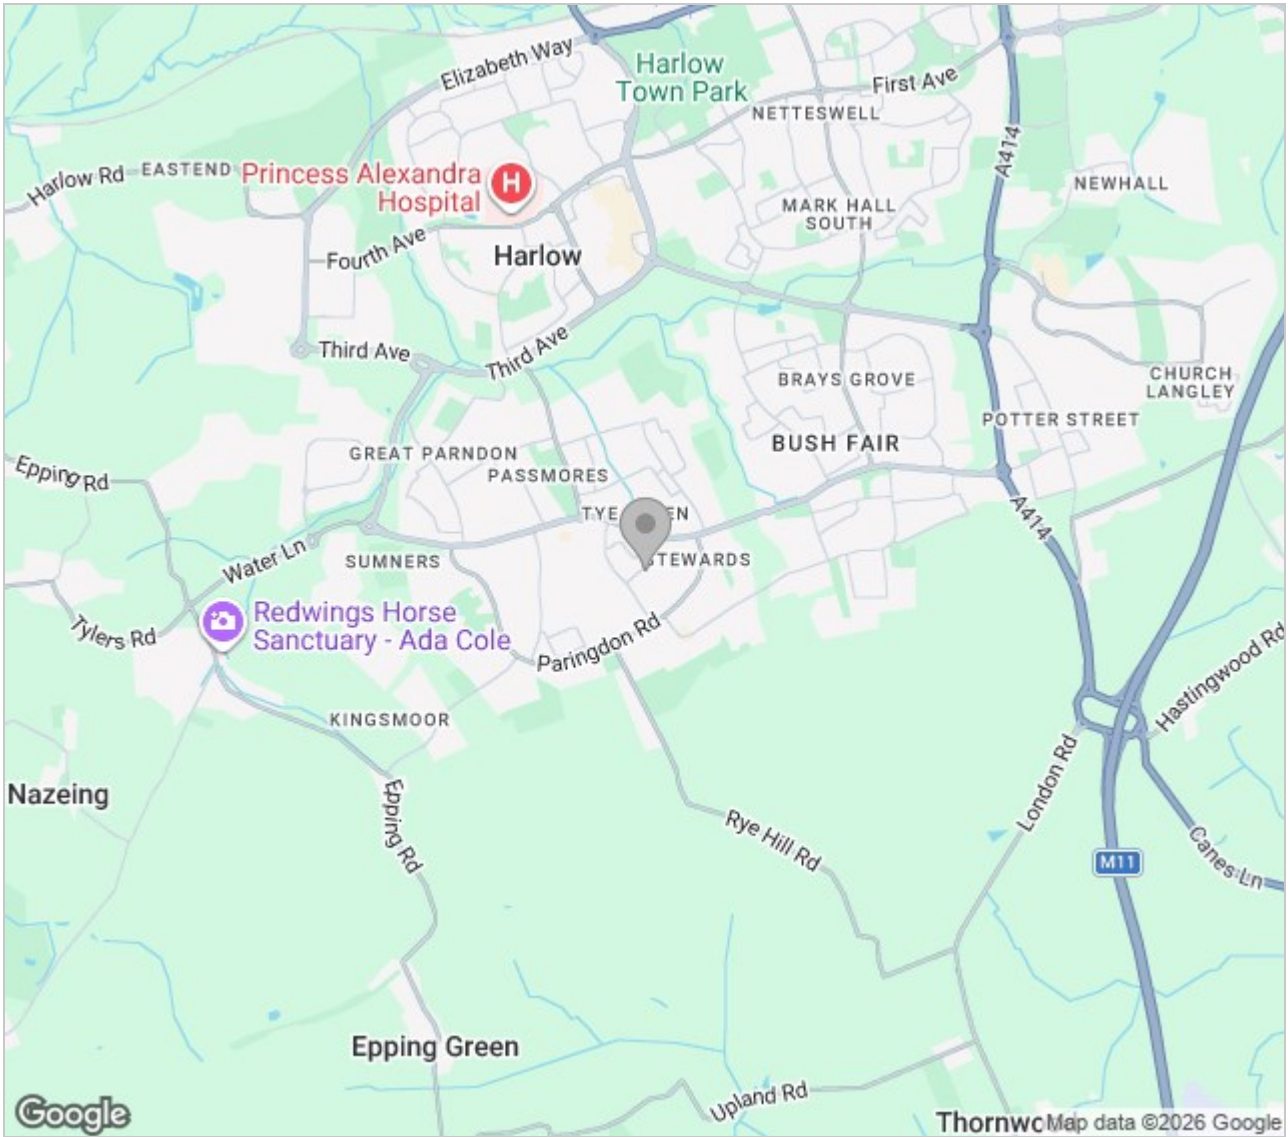 Elizabeth Way
Harlow
Town Park
First Ave
NETTESWELL
A414
Harlow Rd
EASTEND
Princess Alexandra
Hospital
H
NEWHALL
MARK HALL
SOUTH
Fourth Ave
Harlow
Third Ave
Third Ave
BRAYS GROVE
CHURCH
LANGLEY
POTTER STREET
GREAT PARNDON
BUSH FAIR
Epping Rd
PASSMORES
A414
Water Ln
SUMNERS
STEWARDS
Tylers Rd
Redwings Horse
Sanctuary - Ada Cole
Paringdon Rd
Hastingwood Rd
KINGSMOOR
Nazeing
Epping Rd
Rye Hill Rd
London Rd
Canes Ln
M11
Epping Green
Upland Rd
Google
Map data ©2026 Google